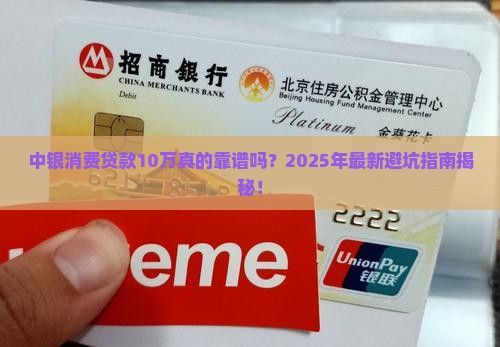 招商银行
CHINA MERCHANTS BANK
北京住房公积金管理中心
Beijing Housing Fund Management Center
Debit
Platinum
金葵花卡
中银消费贷款10万真的靠谱吗？2025年最新避坑指南揭
秘！
2222
reme
UnionPay
银联